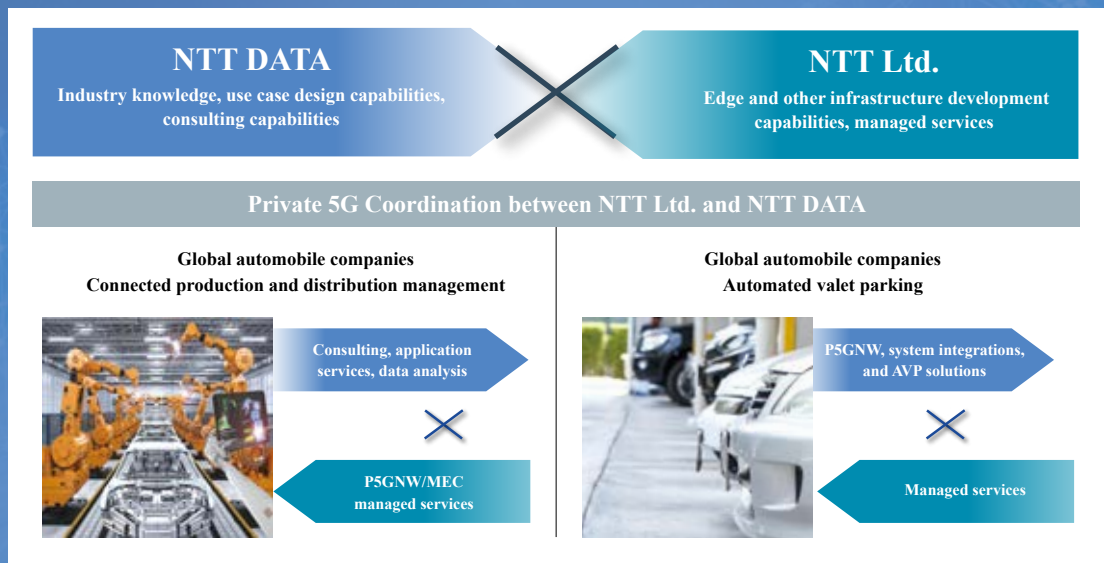 NTT DATA
Industry knowledge, use case design capabilities,
consulting capabilities
NTT Ltd.
Edge and other infrastructure development
capabilities, managed services
Private 5G Coordination between NTT Ltd. and NTT DATA
Global automobile companies
Connected production and distribution management
Consulting, application
services, data analysis
P5GNW/MEC
managed services
Global automobile companies
Automated valet parking
P5GNW, system integrations,
and AVP solutions
Managed services